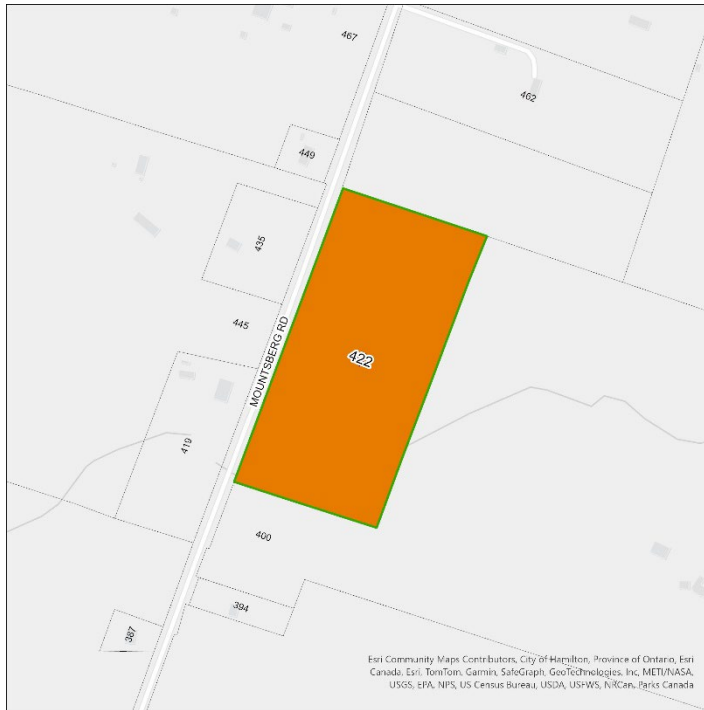 467
462
449
435
445
MOUNTSBERG RD
422
419
400
394
387
Esri Community Maps Contributors, City of Hamilton, Province of Ontario, Esri
Canada, Esri, TomTom, Garmin, SafeGraph, GeoTechnologies, Inc, METI/NASA,
USGS, EPA, NPS, US Census Bureau, USDA, USFWS, NRCan, Parks Canada